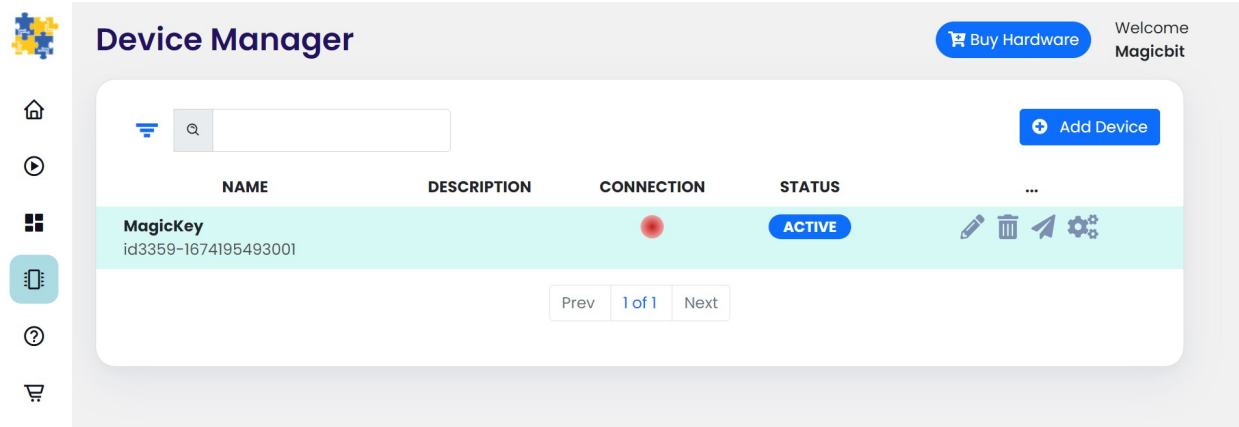 Device Manager
Buy Hardware
Welcome
Magicbit
Add Device
NAME DESCRIPTION CONNECTION STATUS ...
MagicKey
id3359-1674195493001
ACTIVE
Prev 1 of 1 Next